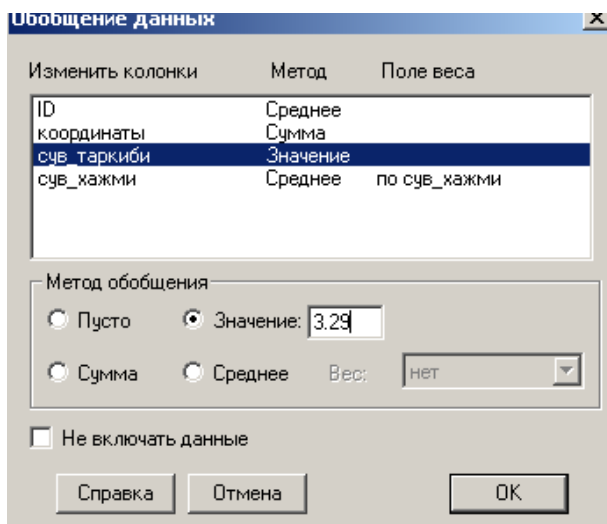 Обобщение данных
Изменить колонки Метод Поле веса
ID Среднее
координаты Сумма
сув_таркиби Значение
сув_хажми Среднее по сув_хажми
Метод обобщения
Пусто Значение: 3.29
Сумма Среднее Вес: нет
Не включать данные
Справка Отмена OK